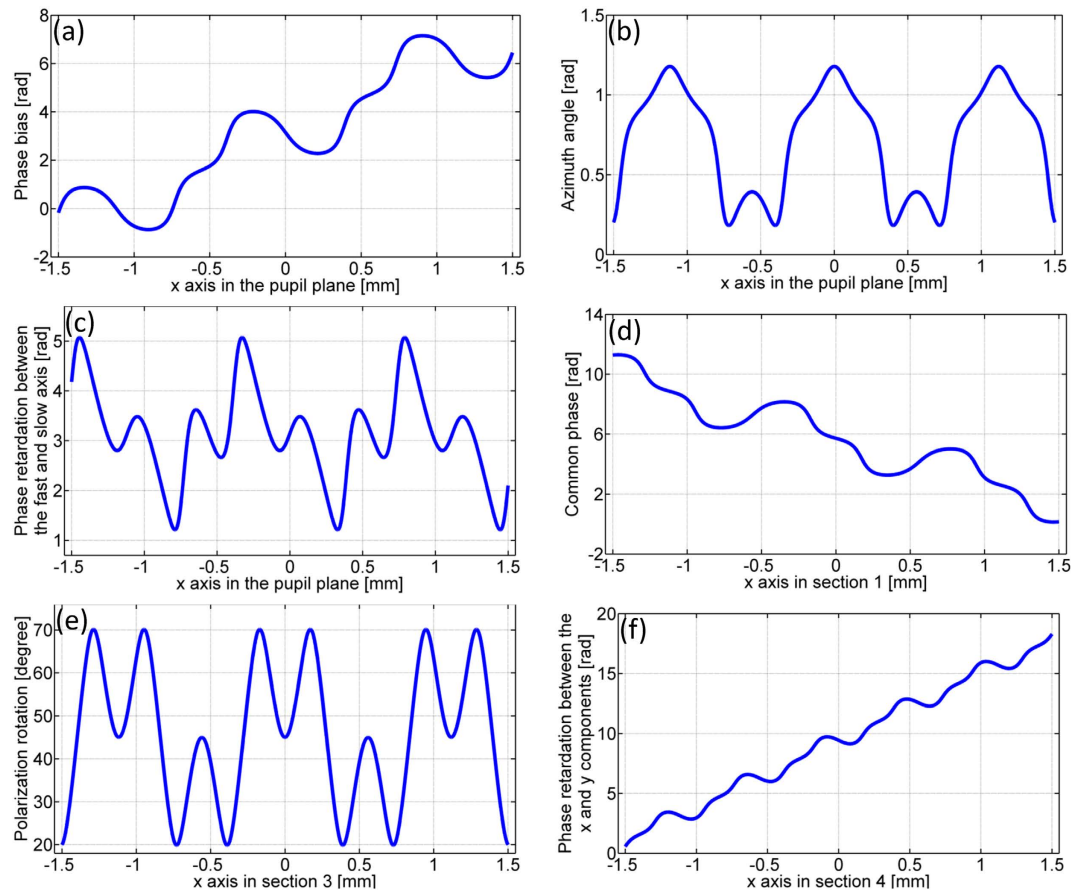 (a)
Phase bias [rad]
8
6
4
2
0
-2
-1.5 -1 -0.5 0 0.5 1 1.5
x axis in the pupil plane [mm]
(b)
Azimuth angle [rad]
1.5
1
0.5
0
-1.5 -1 -0.5 0 0.5 1 1.5
x axis in the pupil plane [mm]
(c)
Phase retardation between
the fast and slow axis [rad]
5
4
3
2
1
-1.5 -1 -0.5 0 0.5 1 1.5
x axis in the pupil plane [mm]
(d)
Common phase [rad]
14
10
6
2
-2
-1.5 -1 -0.5 0 0.5 1 1.5
x axis in section 1 [mm]
(e)
Polarization rotation [degree]
70
60
50
40
30
20
-1.5 -1 -0.5 0 0.5 1 1.5
x axis in section 3 [mm]
(f)
Phase retardation between the
x and y components [rad]
20
15
10
5
0
-1.5 -1 -0.5 0 0.5 1 1.5
x axis in section 4 [mm]